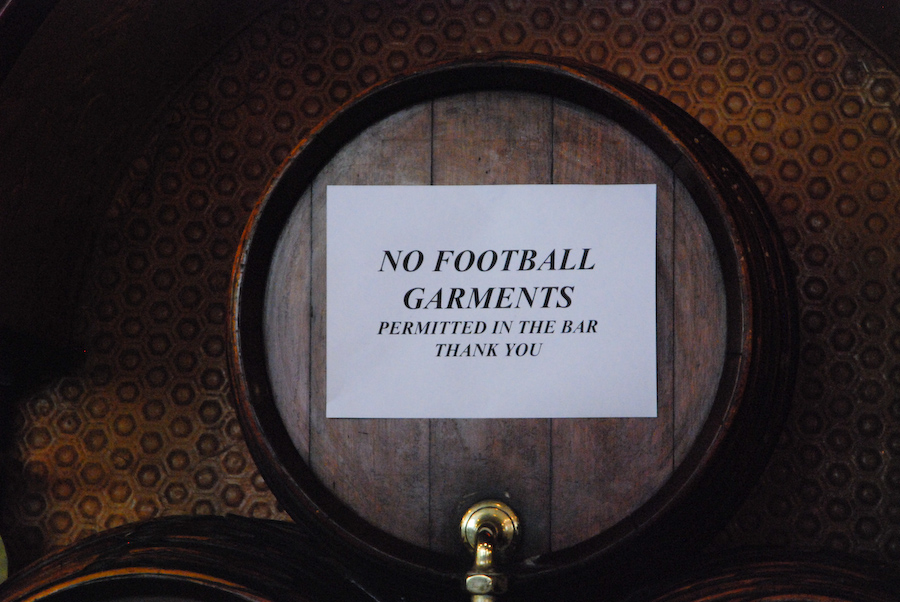 NO FOOTBALL
GARMENTS
PERMITTED IN THE BAR
THANK YOU